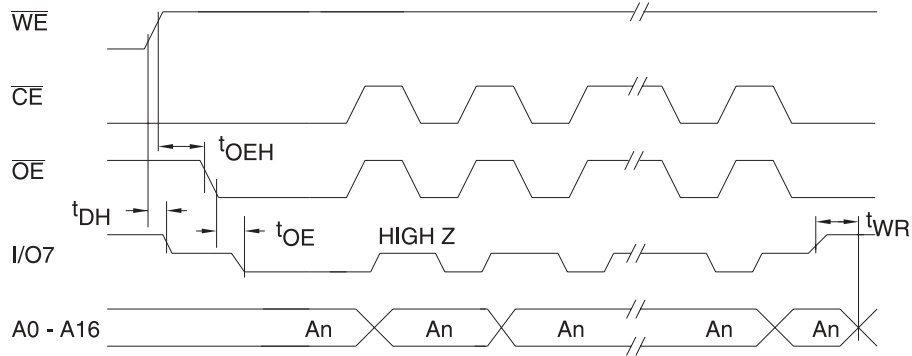 WE
CE
tOEH
OE
tDH
tOE
tWR
HIGH Z
I/O7
A0 - A16 An An An An An